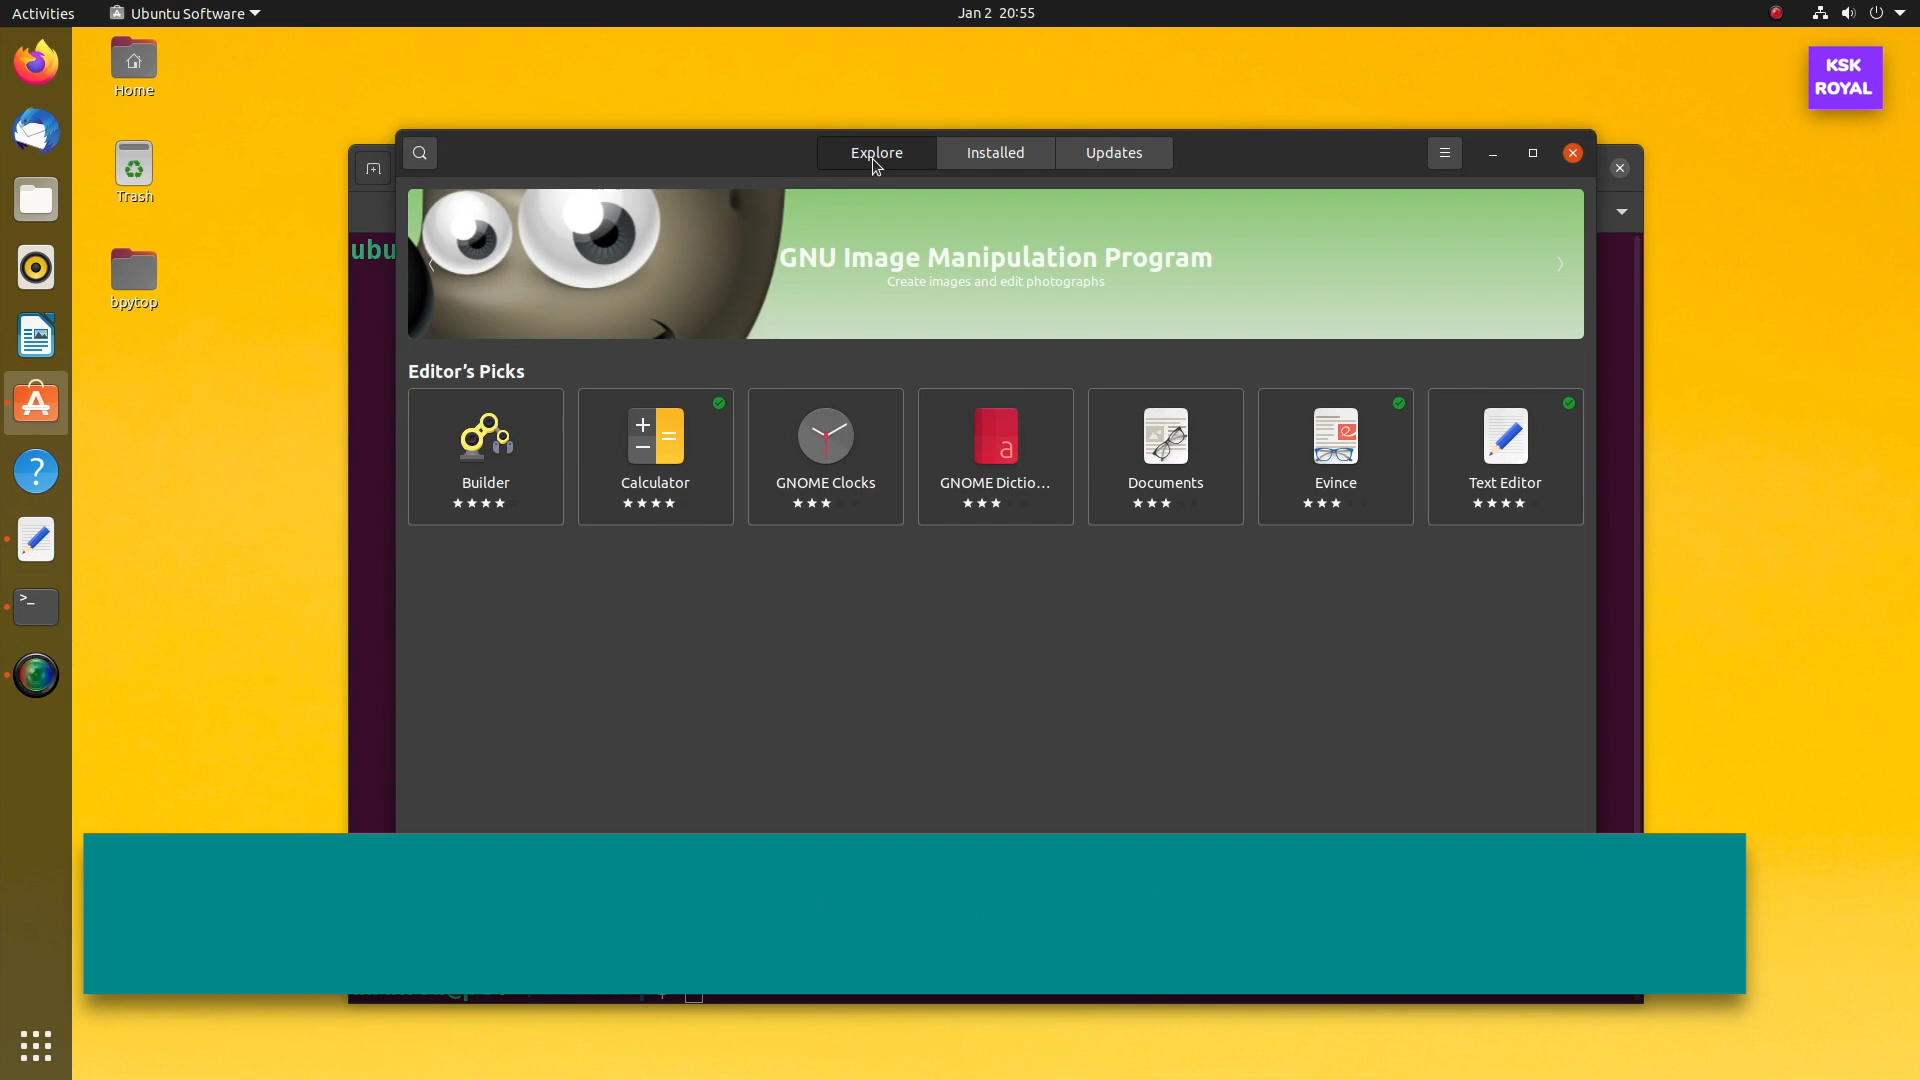 Activities
Ubuntu Software
Jan 2 20:55
Home
Trash
bpytop
KSK
ROYAL
Explore
Installed
Updates
ubu
GNU Image Manipulation Program
Create images and edit photographs
Editor's Picks
Builder
Calculator
GNOME Clocks
GNOME Dictio...
Documents
Evince
Text Editor